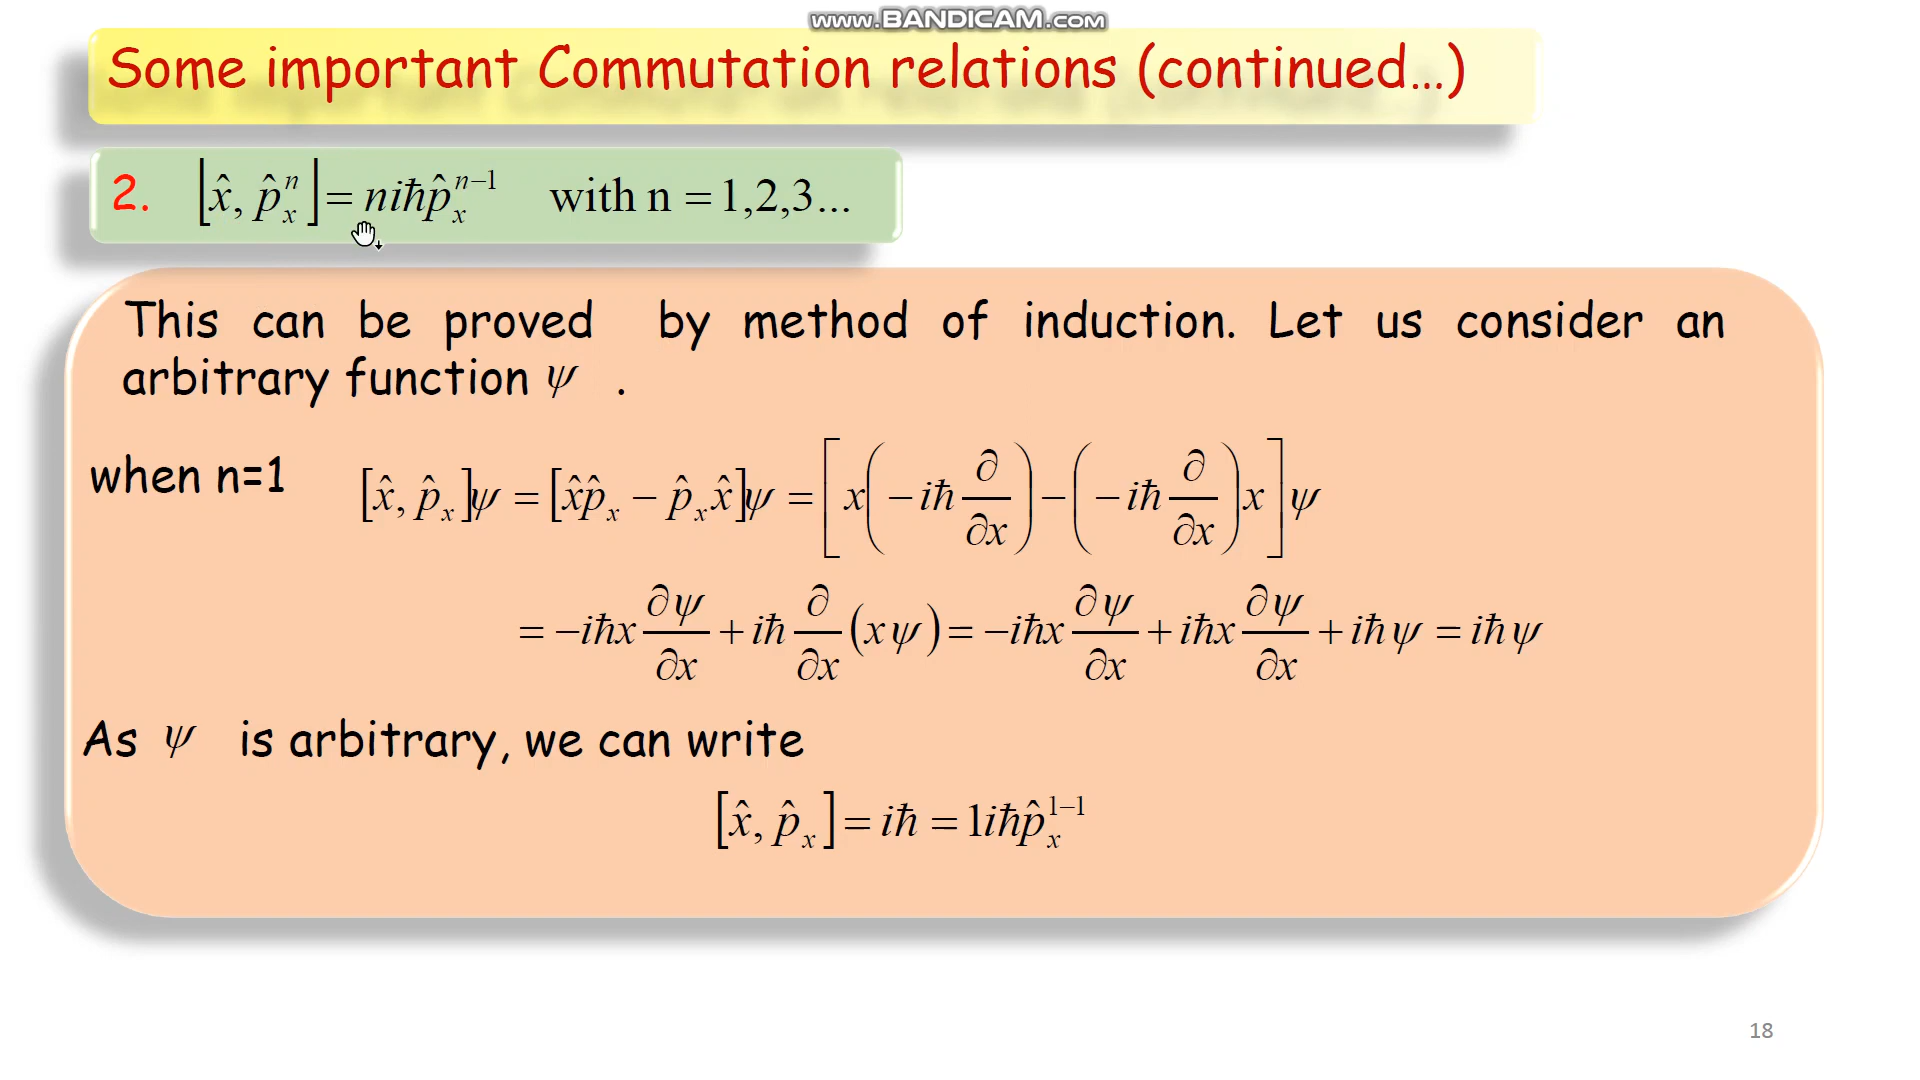 www.BANDICAM.com
Some important Commutation relations (continued…)
2. [x̂, p̂ₓⁿ] = niħp̂ₓⁿ⁻¹ with n = 1,2,3...
This can be proved by method of induction. Let us consider an
arbitrary function ψ .
when n=1 [x̂, p̂ₓ]ψ = [x̂p̂ₓ − p̂ₓx̂]ψ = [x(−iħ ∂/∂x) − (−iħ ∂/∂x)x]ψ
= −iħx ∂ψ/∂x + iħ ∂/∂x (xψ) = −iħx ∂ψ/∂x + iħx ∂ψ/∂x + iħψ = iħψ
As ψ is arbitrary, we can write
[x̂, p̂ₓ] = iħ = 1iħp̂ₓ¹⁻¹
18